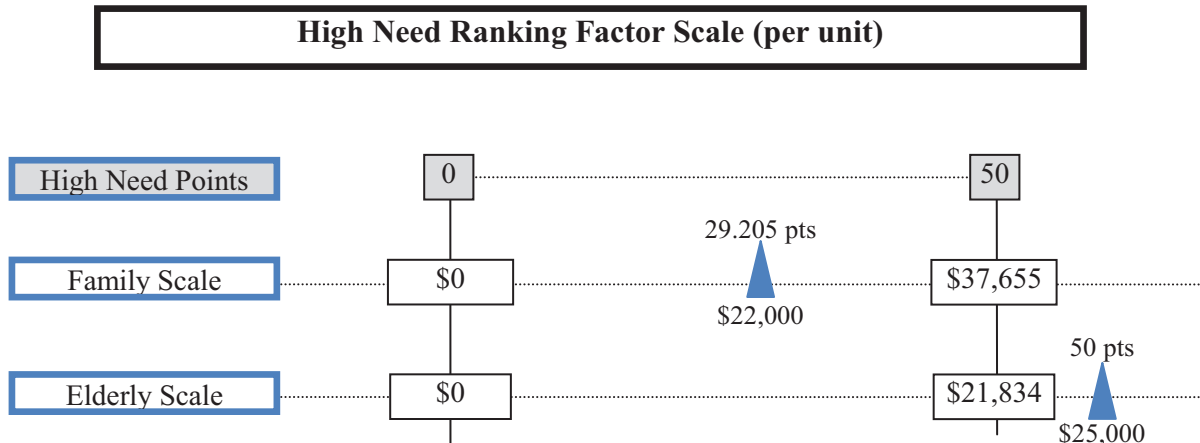 High Need Ranking Factor Scale (per unit)
High Need Points 0 50
29.205 pts
Family Scale $0 $37,655
$22,000
50 pts
Elderly Scale $0 $21,834
$25,000